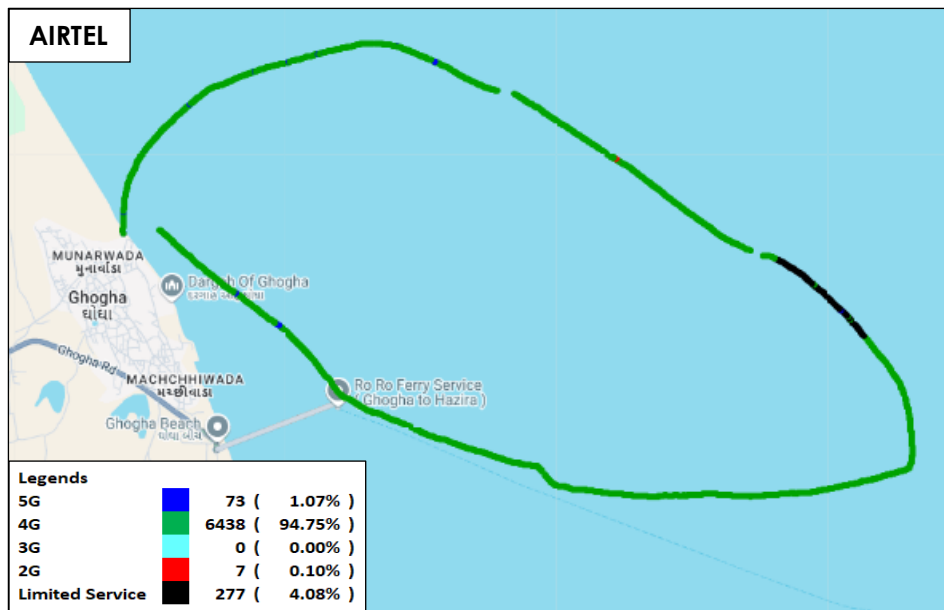 AIRTEL
MUNARWADA
મુનાર્વાડા
Ghogha
ઘોઘા
Dargah Of Ghogha
Ghogha Rd
MACHCHHIWADA
મચ્છીવાડા
Ro Ro Ferry Service
( Ghogha to Hazira )
Ghogha Beach
ઘોઘા બીચ
Legends
5G 73 ( 1.07% )
4G 6438 ( 94.75% )
3G 0 ( 0.00% )
2G 7 ( 0.10% )
Limited Service 277 ( 4.08% )